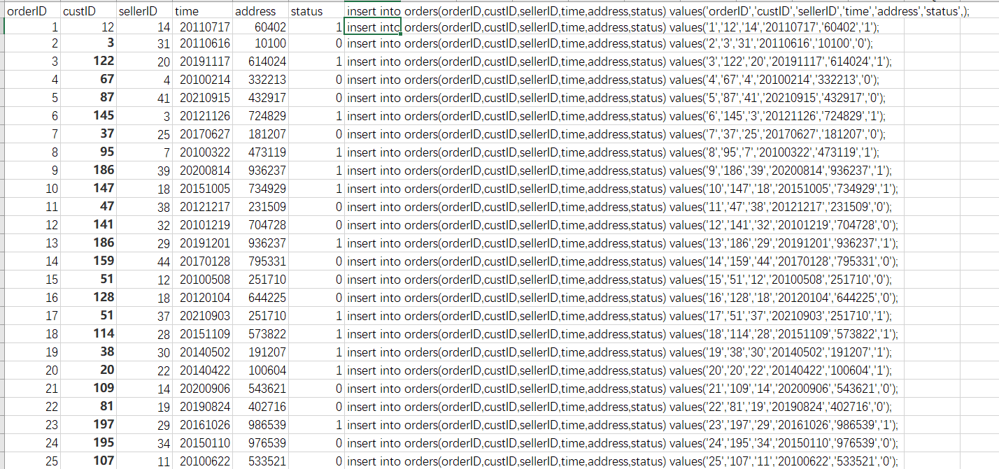 orderID custID sellerID time address status insert into orders(orderID,custID,sellerID,time,address,status) values('orderID','custID','sellerID','time','address','status',);
1 12 14 20110717 60402 1 insert into orders(orderID,custID,sellerID,time,address,status) values('1','12','14','20110717','60402','1');
2 3 31 20110616 10100 0 insert into orders(orderID,custID,sellerID,time,address,status) values('2','3','31','20110616','10100','0');
3 122 20 20191117 614024 1 insert into orders(orderID,custID,sellerID,time,address,status) values('3','122','20','20191117','614024','1');
4 67 4 20100214 332213 0 insert into orders(orderID,custID,sellerID,time,address,status) values('4','67','4','20100214','332213','0');
5 87 41 20210915 432917 0 insert into orders(orderID,custID,sellerID,time,address,status) values('5','87','41','20210915','432917','0');
6 145 3 20121126 724829 1 insert into orders(orderID,custID,sellerID,time,address,status) values('6','145','3','20121126','724829','1');
7 37 25 20170627 181207 0 insert into orders(orderID,custID,sellerID,time,address,status) values('7','37','25','20170627','181207','0');
8 95 7 20100322 473119 1 insert into orders(orderID,custID,sellerID,time,address,status) values('8','95','7','20100322','473119','1');
9 186 39 20200814 936237 1 insert into orders(orderID,custID,sellerID,time,address,status) values('9','186','39','20200814','936237','1');
10 147 18 20151005 734929 1 insert into orders(orderID,custID,sellerID,time,address,status) values('10','147','18','20151005','734929','1');
11 47 38 20121217 231509 0 insert into orders(orderID,custID,sellerID,time,address,status) values('11','47','38','20121217','231509','0');
12 141 32 20101219 704728 0 insert into orders(orderID,custID,sellerID,time,address,status) values('12','141','32','20101219','704728','0');
13 186 29 20191201 936237 1 insert into orders(orderID,custID,sellerID,time,address,status) values('13','186','29','20191201','936237','1');
14 159 44 20170128 795331 0 insert into orders(orderID,custID,sellerID,time,address,status) values('14','159','44','20170128','795331','0');
15 51 12 20100508 251710 0 insert into orders(orderID,custID,sellerID,time,address,status) values('15','51','12','20100508','251710','0');
16 128 18 20120104 644225 0 insert into orders(orderID,custID,sellerID,time,address,status) values('16','128','18','20120104','644225','0');
17 51 37 20210903 251710 1 insert into orders(orderID,custID,sellerID,time,address,status) values('17','51','37','20210903','251710','1');
18 114 28 20151109 573822 1 insert into orders(orderID,custID,sellerID,time,address,status) values('18','114','28','20151109','573822','1');
19 38 30 20140502 191207 1 insert into orders(orderID,custID,sellerID,time,address,status) values('19','38','30','20140502','191207','1');
20 20 22 20140422 100604 1 insert into orders(orderID,custID,sellerID,time,address,status) values('20','20','22','20140422','100604','1');
21 109 14 20200906 543621 0 insert into orders(orderID,custID,sellerID,time,address,status) values('21','109','14','20200906','543621','0');
22 81 19 20190824 402716 0 insert into orders(orderID,custID,sellerID,time,address,status) values('22','81','19','20190824','402716','0');
23 197 29 20161026 986539 1 insert into orders(orderID,custID,sellerID,time,address,status) values('23','197','29','20161026','986539','1');
24 195 34 20150110 976539 0 insert into orders(orderID,custID,sellerID,time,address,status) values('24','195','34','20150110','976539','0');
25 107 11 20100622 533521 0 insert into orders(orderID,custID,sellerID,time,address,status) values('25','107','11','20100622','533521','0');